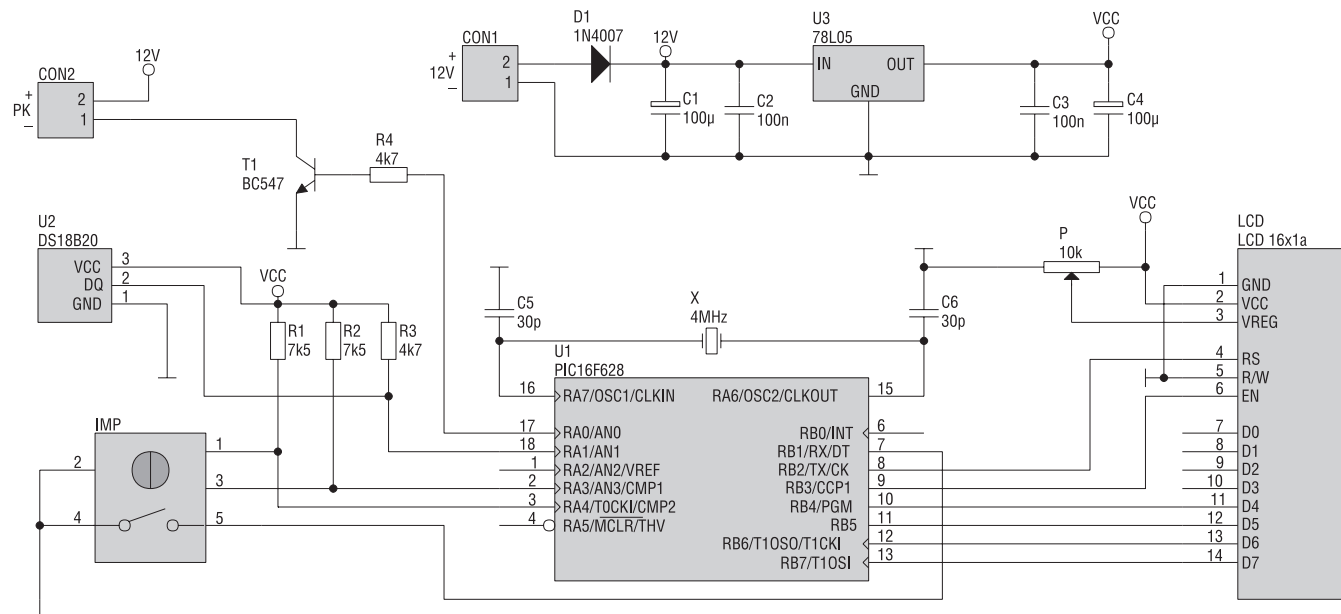 CON2
+
PK
−
2
1
12V
T1
BC547
R4
4k7
CON1
+
12V
−
2
1
D1
1N4007
12V
C1
100µ
C2
100n
U3
78L05
IN OUT
GND
VCC
C3
100n
C4
100µ
U2
DS18B20
VCC 3
DQ 2
GND 1
VCC
R1
7k5
R2
7k5
R3
4k7
C5
30p
X
4MHz
C6
30p
P
10k
VCC
IMP
2
4
1
3
5
U1
PIC16F628
16 RA7/OSC1/CLKIN
17 RA0/AN0
18 RA1/AN1
1 RA2/AN2/VREF
2 RA3/AN3/CMP1
3 RA4/T0CKI/CMP2
4 RA5/MCLR/THV
RA6/OSC2/CLKOUT 15
RB0/INT 6
RB1/RX/DT 7
RB2/TX/CK 8
RB3/CCP1 9
RB4/PGM 10
RB5 11
RB6/T1OSO/T1CKI 12
RB7/T1OSI 13
LCD
LCD 16x1a
1 GND
2 VCC
3 VREG
4 RS
5 R/W
6 EN
7 D0
8 D1
9 D2
10 D3
11 D4
12 D5
13 D6
14 D7